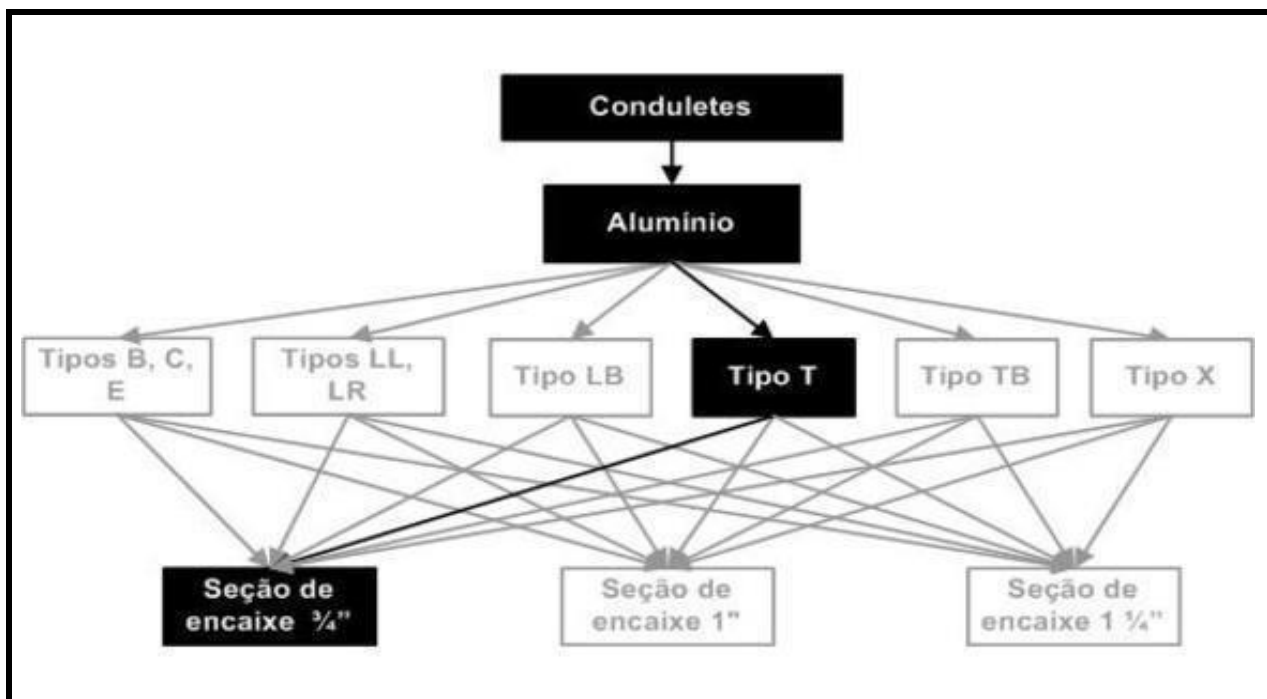 Conduletes
Alumínio
Tipos B, C,
E
Tipos LL,
LR
Tipo LB
Tipo T
Tipo TB
Tipo X
Seção de
encaixe ¾”
Seção de
encaixe 1"
Seção de
encaixe 1 ¼”